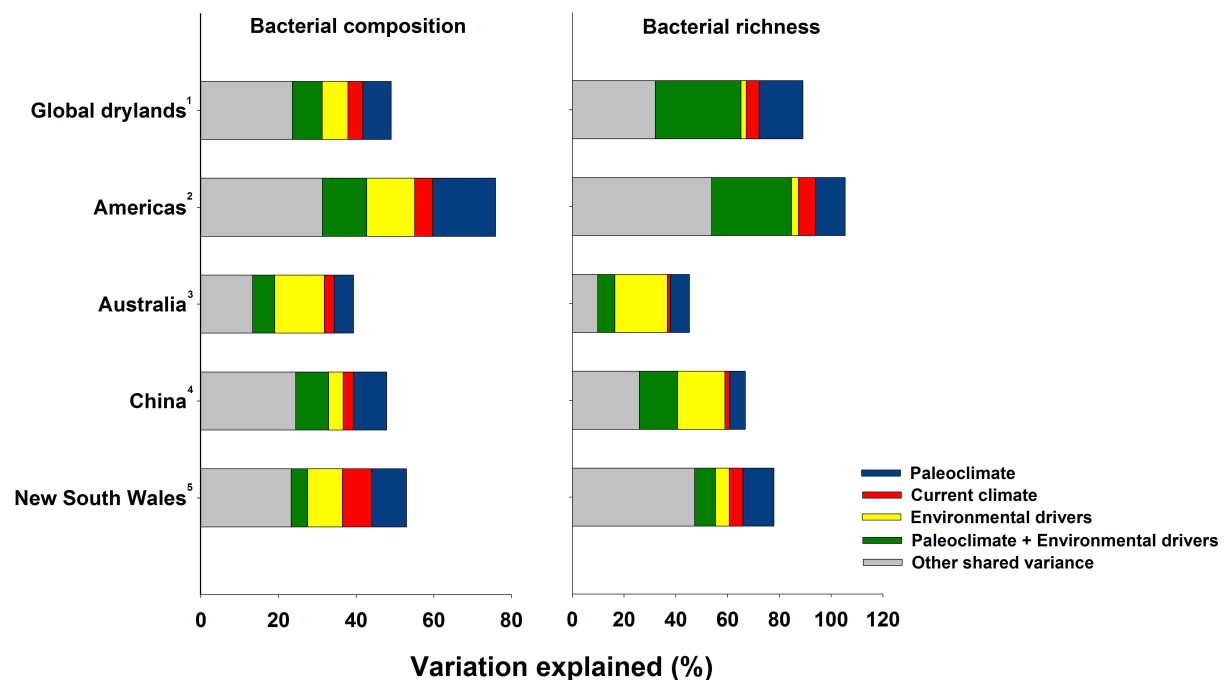 Bacterial composition
Bacterial richness
Global drylands1
Americas2
Australia3
China4
New South Wales5
Paleoclimate
Current climate
Environmental drivers
Paleoclimate + Environmental drivers
Other shared variance
0 20 40 60 80
0 20 40 60 80 100 120
Variation explained (%)